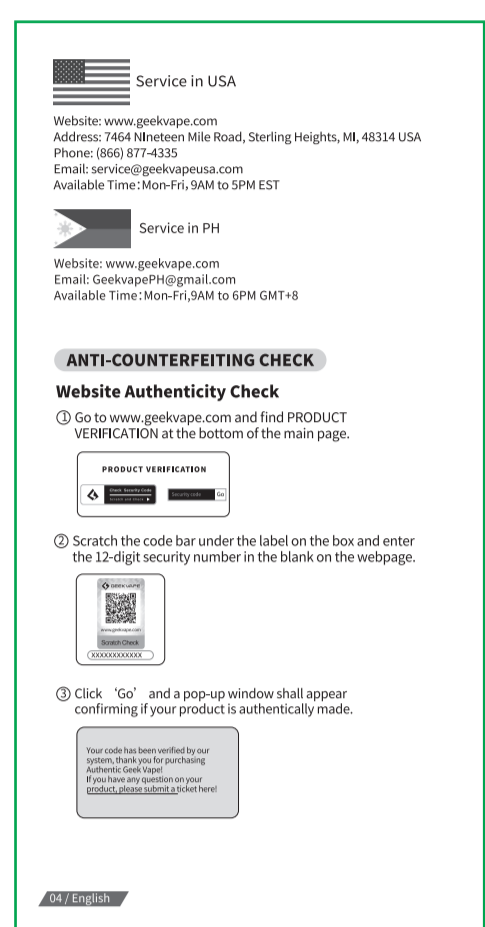 Service in USA
Website: www.geekvape.com
Address: 7464 NIneteen Mile Road, Sterling Heights, MI, 48314 USA
Phone: (866) 877-4335
Email: service@geekvapeusa.com
Available Time:Mon-Fri, 9AM to 5PM EST
Service in PH
Website: www.geekvape.com
Email: GeekvapePH@gmail.com
Available Time:Mon-Fri,9AM to 6PM GMT+8
ANTI-COUNTERFEITING CHECK
Website Authenticity Check
① Go to www.geekvape.com and find PRODUCT
VERIFICATION at the bottom of the main page.
PRODUCT VERIFICATION
Check Security Code
Security code Go
② Scratch the code bar under the label on the box and enter
the 12-digit security number in the blank on the webpage.
GEEK VAPE
www.geekvape.com
Scratch Check
XXXXXXXXXXXX
③ Click ‘Go’ and a pop-up window shall appear
confirming if your product is authentically made.
Your code has been verified by our
system, thank you for purchasing
Authentic Geek Vape!
If you have any question on your
product, please submit a ticket here!
04 / English